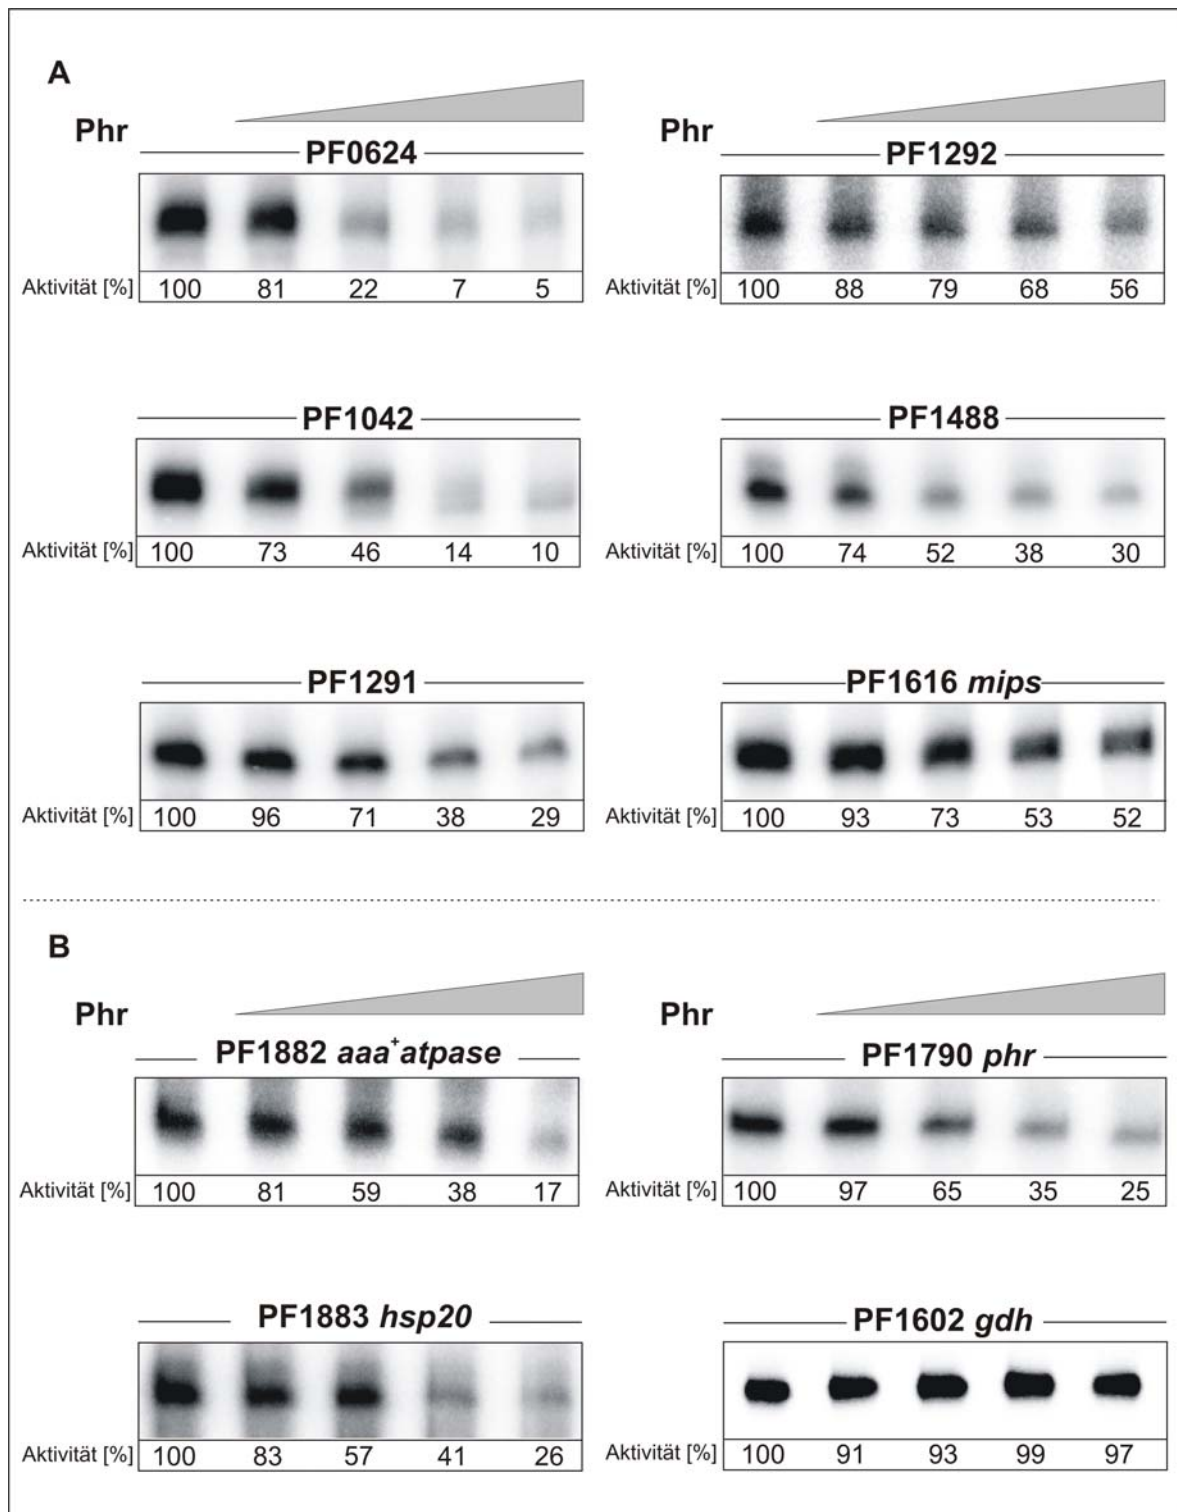 A
Phr
PF0624
Aktivität [%] 100 81 22 7 5
Phr
PF1292
Aktivität [%] 100 88 79 68 56
PF1042
Aktivität [%] 100 73 46 14 10
PF1488
Aktivität [%] 100 74 52 38 30
PF1291
Aktivität [%] 100 96 71 38 29
PF1616 mips
Aktivität [%] 100 93 73 53 52
B
Phr
PF1882 aaa⁺atpase
Aktivität [%] 100 81 59 38 17
Phr
PF1790 phr
Aktivität [%] 100 97 65 35 25
PF1883 hsp20
Aktivität [%] 100 83 57 41 26
PF1602 gdh
Aktivität [%] 100 91 93 99 97